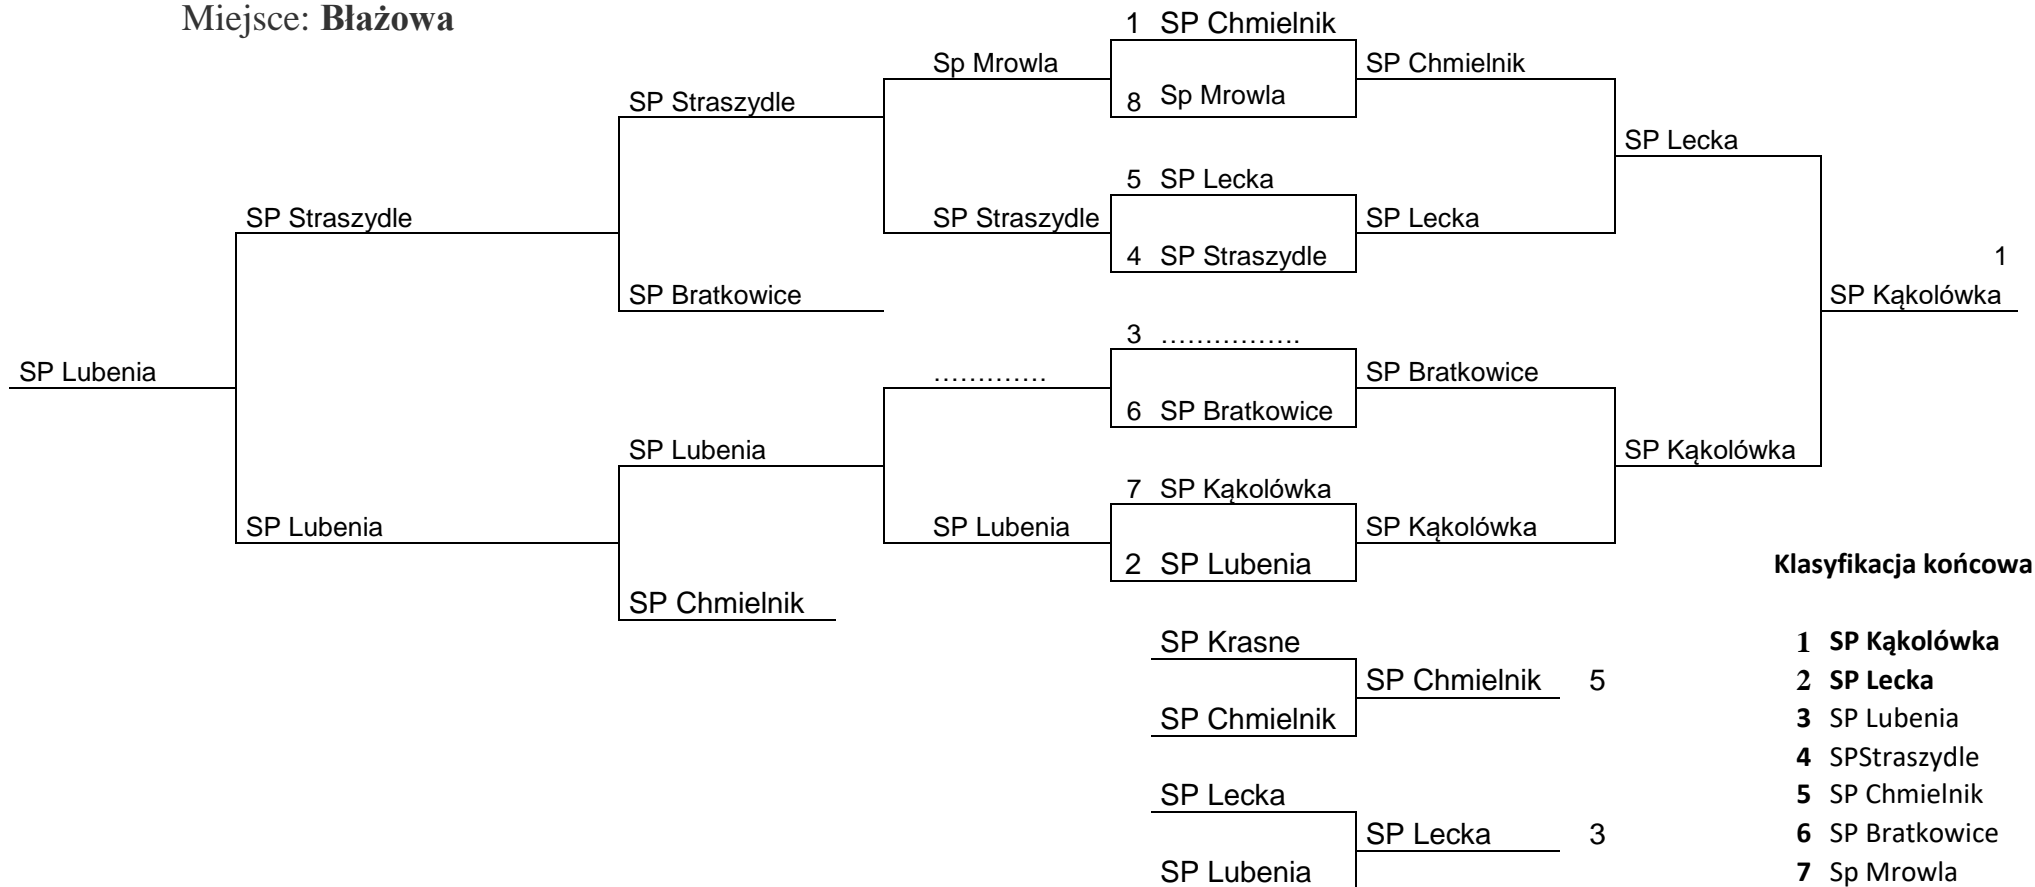 Miejsce: Błażowa
1 SP Chmielnik
Sp Mrowla
SP Chmielnik
SP Straszydle
8 Sp Mrowla
SP Lecka
5 SP Lecka
SP Straszydle
SP Straszydle
SP Lecka
4 SP Straszydle
1
SP Bratkowice
SP Kąkolówka
3 ................
SP Lubenia
.............
SP Bratkowice
6 SP Bratkowice
SP Lubenia
SP Kąkolówka
7 SP Kąkolówka
SP Lubenia
SP Lubenia
SP Kąkolówka
2 SP Lubenia
Klasyfikacja końcowa
SP Chmielnik
SP Krasne
1 SP Kąkolówka
SP Chmielnik 5
2 SP Lecka
SP Chmielnik
3 SP Lubenia
4 SPStraszydle
SP Lecka
5 SP Chmielnik
SP Lecka 3
6 SP Bratkowice
SP Lubenia
7 Sp Mrowla